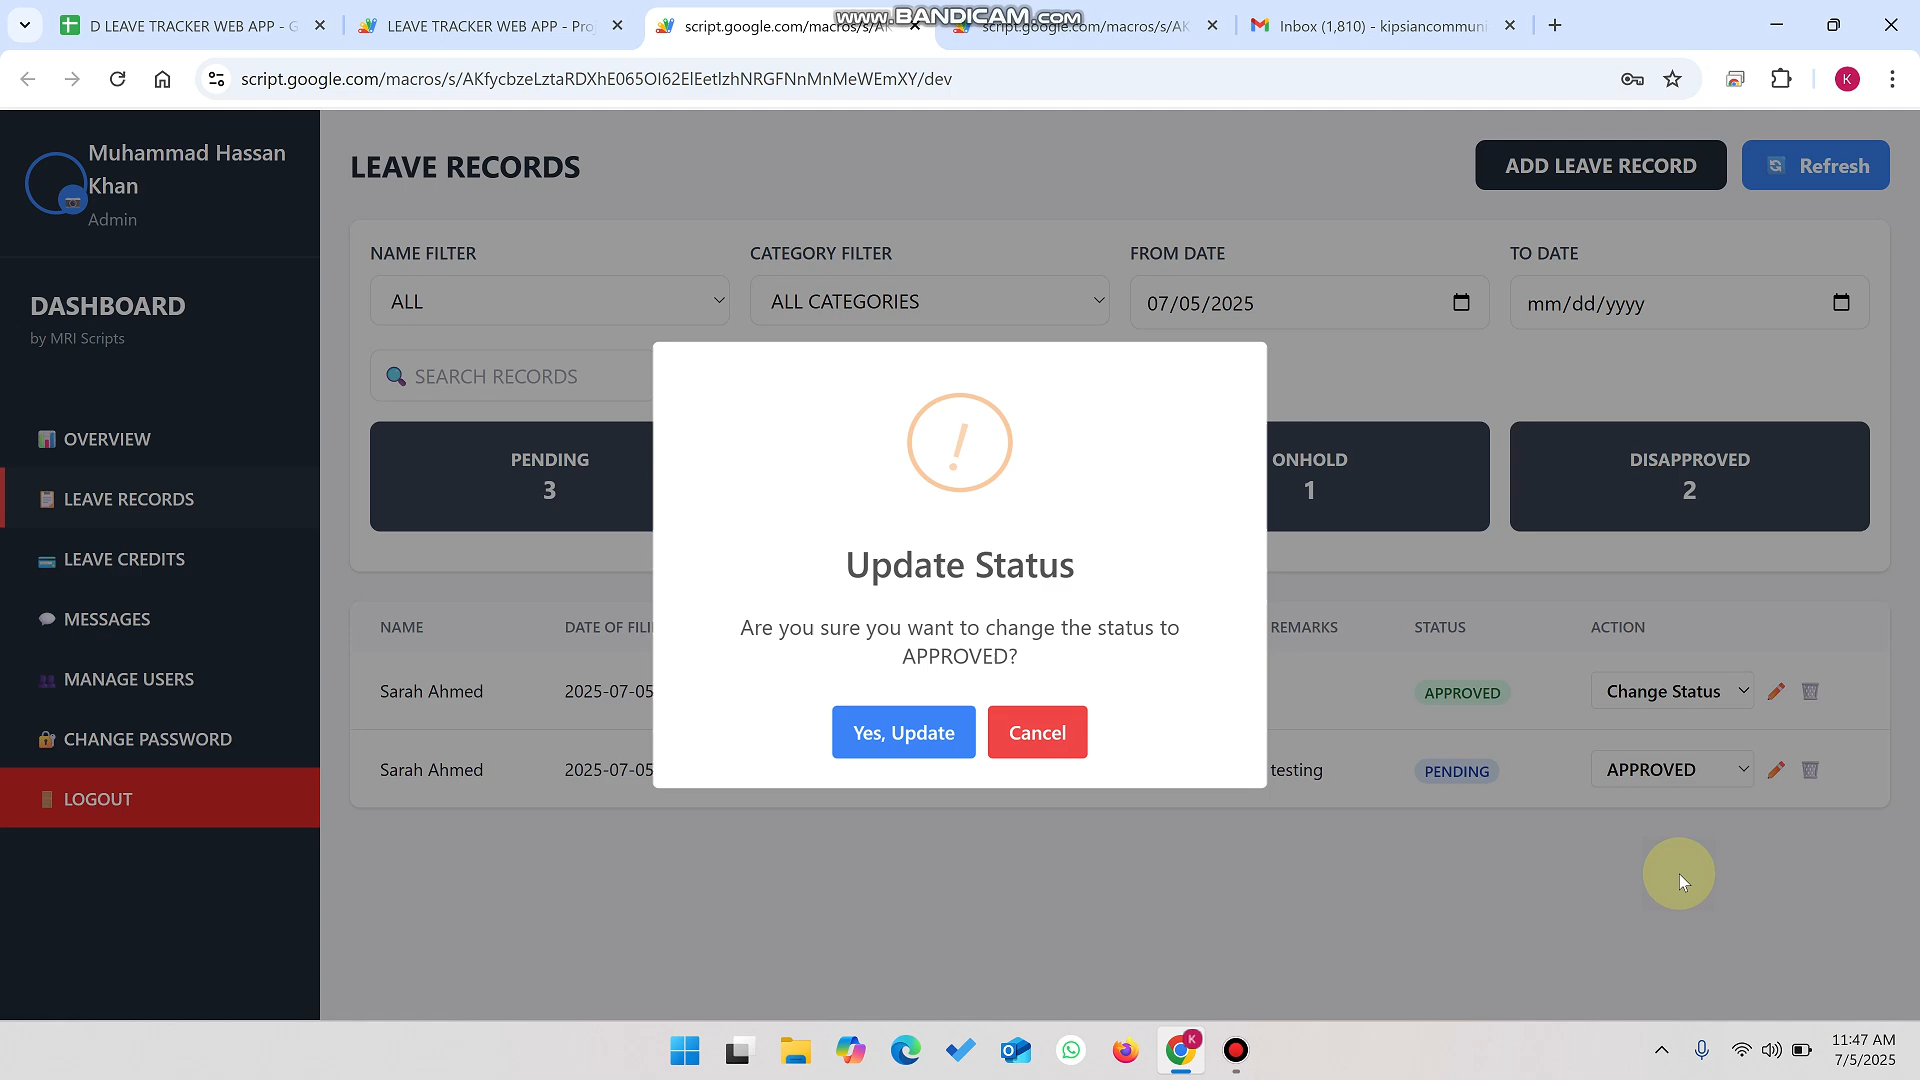 D LEAVE TRACKER WEB APP - G
LEAVE TRACKER WEB APP - Proj
script.google.com/macros/s/AK
www.BANDICAM.com
script.google.com/macros/s/AK
Inbox (1,810) - kipsiancommuni
script.google.com/macros/s/AKfycbzeLztaRDXhE065OI62ElEetIzhNRGFNnMnMeWEmXY/dev
K
Muhammad Hassan
Khan
Admin
DASHBOARD
by MRI Scripts
OVERVIEW
LEAVE RECORDS
LEAVE CREDITS
MESSAGES
MANAGE USERS
CHANGE PASSWORD
LOGOUT
LEAVE RECORDS
ADD LEAVE RECORD
Refresh
NAME FILTER
CATEGORY FILTER
FROM DATE
TO DATE
ALL
ALL CATEGORIES
07/05/2025
mm/dd/yyyy
SEARCH RECORDS
PENDING
3
ONHOLD
1
DISAPPROVED
2
NAME
DATE OF FILI
REMARKS
STATUS
ACTION
Sarah Ahmed
2025-07-05
APPROVED
Change Status
Sarah Ahmed
2025-07-05
testing
PENDING
APPROVED
!
Update Status
Are you sure you want to change the status to
APPROVED?
Yes, Update
Cancel
K
11:47 AM
7/5/2025